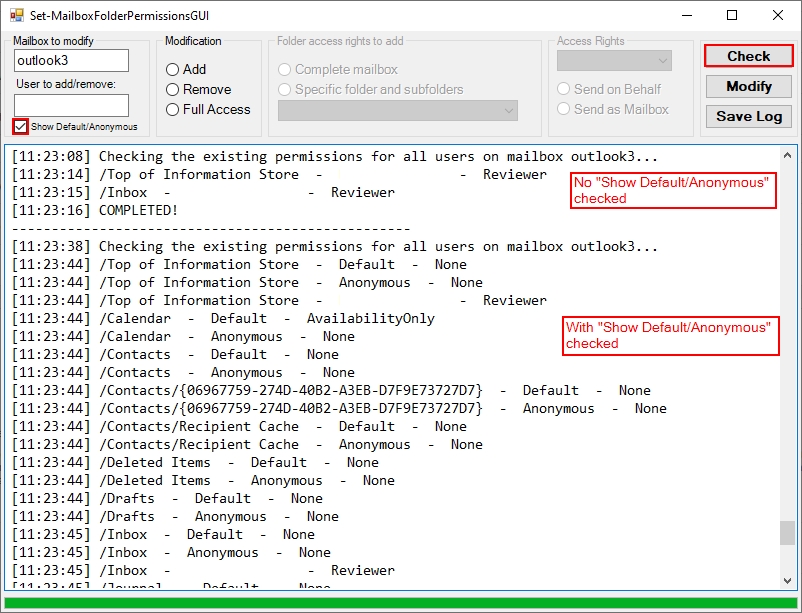 Set-MailboxFolderPermissionsGUI
Mailbox to modify
outlook3
User to add/remove:
Show Default/Anonymous
Modification
Add
Remove
Full Access
Folder access rights to add
Complete mailbox
Specific folder and subfolders
Access Rights
Send on Behalf
Send as Mailbox
Check
Modify
Save Log
[11:23:08] Checking the existing permissions for all users on mailbox outlook3...
[11:23:14] /Top of Information Store  -                 -  Reviewer
[11:23:15] /Inbox  -                 -  Reviewer
[11:23:16] COMPLETED!
--------------------------------------------------
No "Show Default/Anonymous"
checked
[11:23:38] Checking the existing permissions for all users on mailbox outlook3...
[11:23:44] /Top of Information Store  -  Default  -  None
[11:23:44] /Top of Information Store  -  Anonymous  -  None
[11:23:44] /Top of Information Store  -                 -  Reviewer
[11:23:44] /Calendar  -  Default  -  AvailabilityOnly
[11:23:44] /Calendar  -  Anonymous  -  None
[11:23:44] /Contacts  -  Default  -  None
[11:23:44] /Contacts  -  Anonymous  -  None
With "Show Default/Anonymous"
checked
[11:23:44] /Contacts/{06967759-274D-40B2-A3EB-D7F9E73727D7}  -  Default  -  None
[11:23:44] /Contacts/{06967759-274D-40B2-A3EB-D7F9E73727D7}  -  Anonymous  -  None
[11:23:44] /Contacts/Recipient Cache  -  Default  -  None
[11:23:44] /Contacts/Recipient Cache  -  Anonymous  -  None
[11:23:44] /Deleted Items  -  Default  -  None
[11:23:44] /Deleted Items  -  Anonymous  -  None
[11:23:44] /Drafts  -  Default  -  None
[11:23:44] /Drafts  -  Anonymous  -  None
[11:23:45] /Inbox  -  Default  -  None
[11:23:45] /Inbox  -  Anonymous  -  None
[11:23:45] /Inbox  -                 -  Reviewer
[11:23:45] /Journal  -  Default  -  None